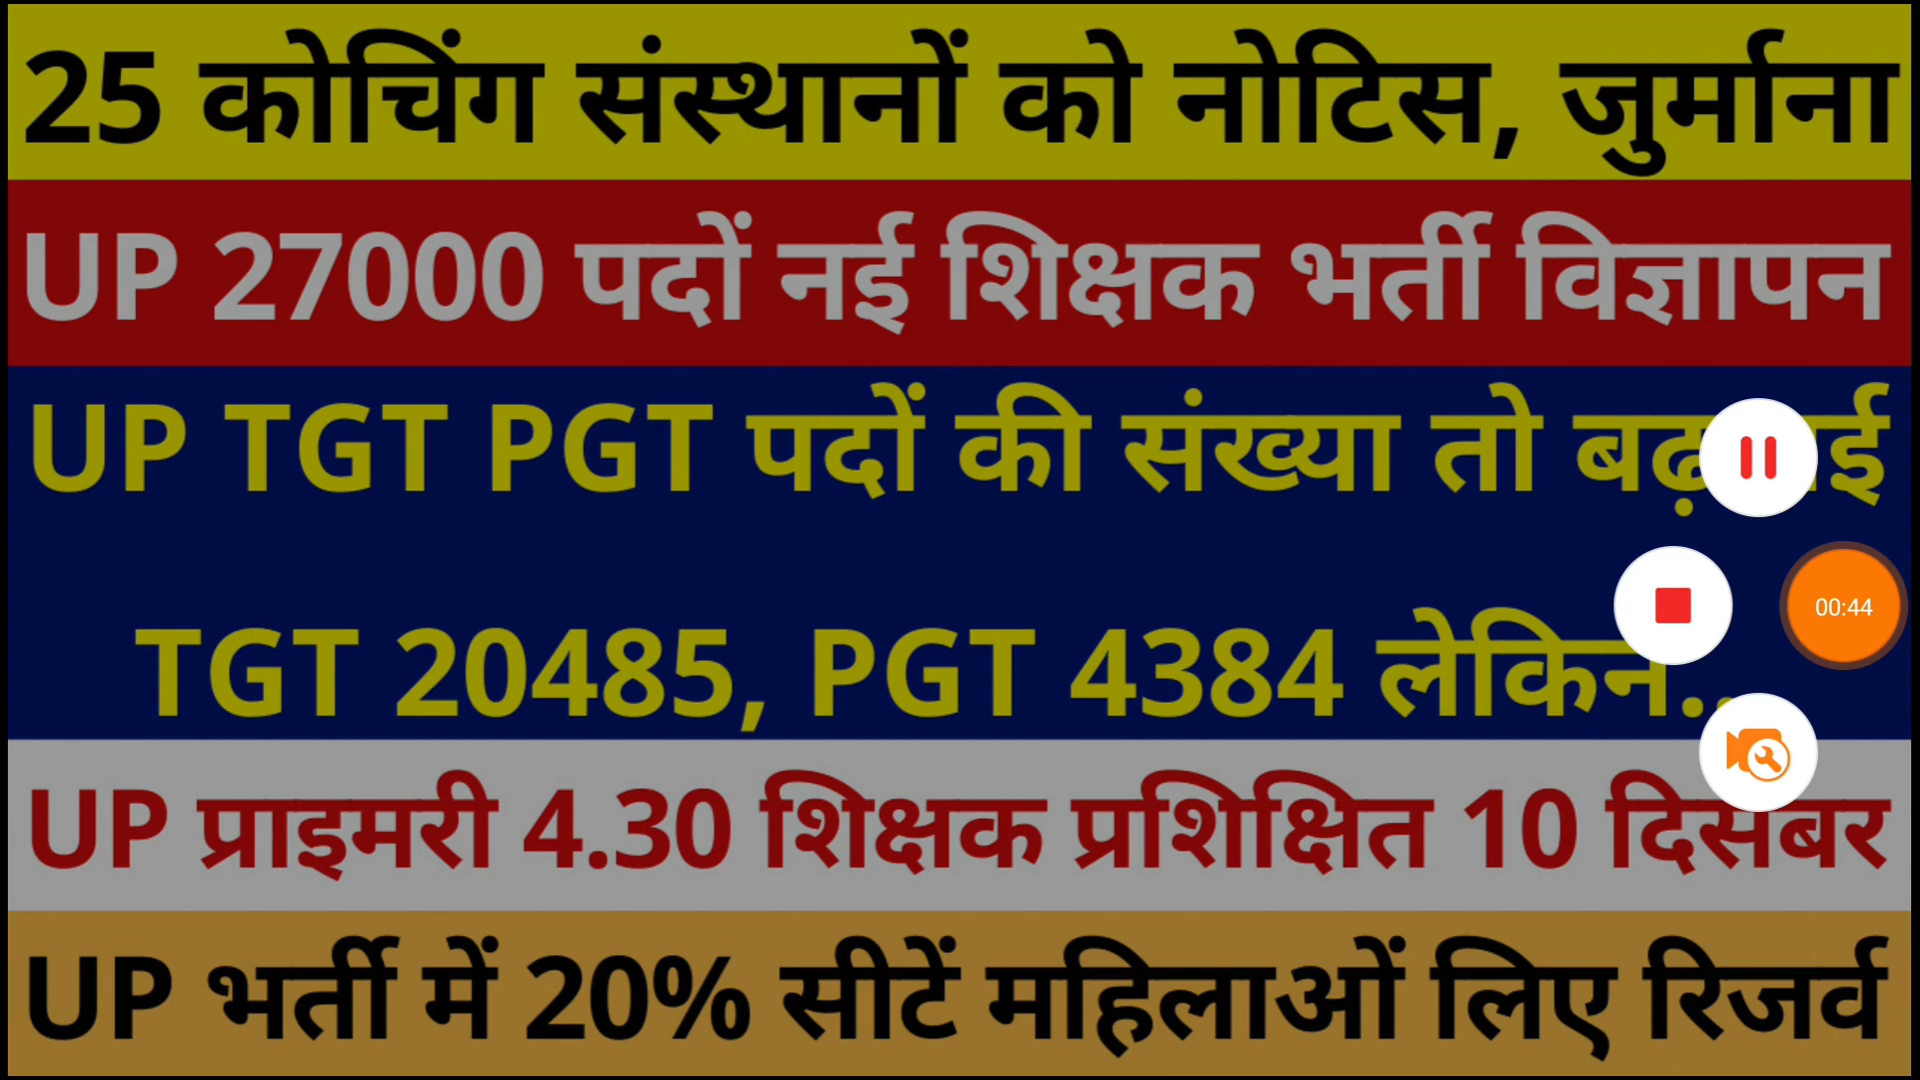 25 कोचिंग संस्थानों को नोटिस, जुर्माना
UP 27000 पदों नई शिक्षक भर्ती विज्ञापन
UP TGT PGT पदों की संख्या तो
TGT 20485, PGT 4384 लेकिन..
00:44
UP प्राइमरी 4.30 शिक्षक प्रशिक्षित 10 दिसंबर
UP भर्ती में 20% सीटें महिलाओं लिए रिजर्व